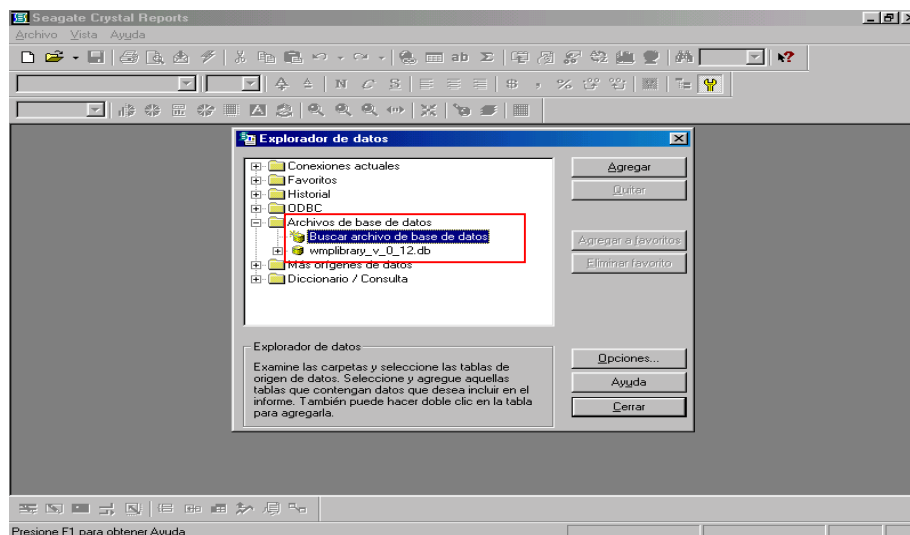 Seagate Crystal Reports
Archivo Vista Ayuda
ab Σ
N C S $ , %
Explorador de datos
Conexiones actuales
Favoritos
Historial
ODBC
Archivos de base de datos
Buscar archivo de base de datos
wmplibrary_v_0_12.db
Más orígenes de datos
Diccionario / Consulta
Agregar
Quitar
Agregar a favoritos
Eliminar favorito
Explorador de datos
Examine las carpetas y seleccione las tablas de
origen de datos. Seleccione y agregue aquellas
tablas que contengan datos que desea incluir en el
informe. También puede hacer doble clic en la tabla
para agregarla.
Opciones...
Ayuda
Cerrar
Presione F1 para obtener Ayuda